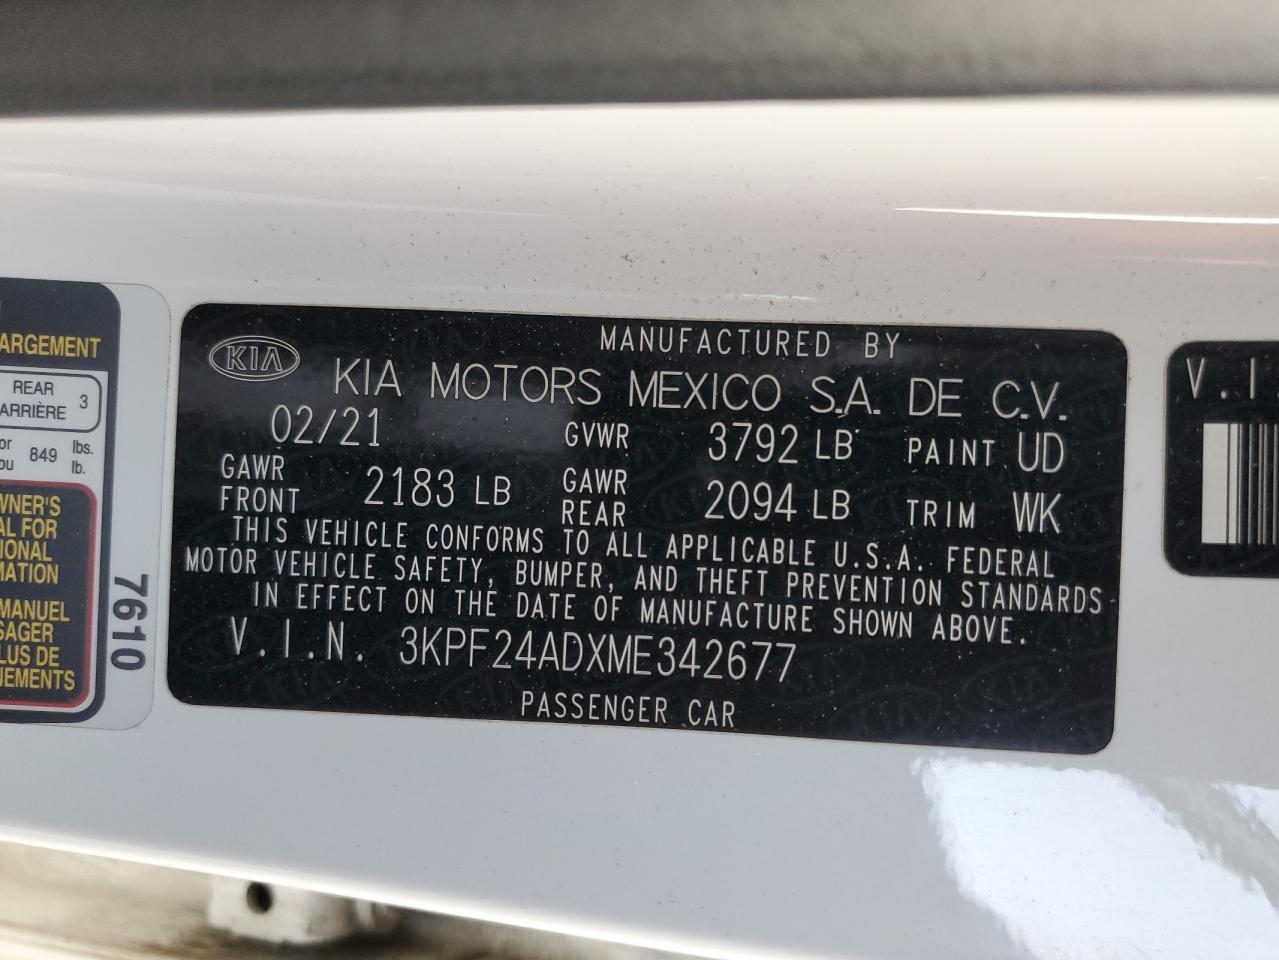 ARGEMENT
REAR
ARRIÈRE 3
or
ou 849 lbs.
lb.
WNER'S
AL FOR
MATION
MANUEL
LUS DE
7610
KIA
MANUFACTURED BY
KIA MOTORS MEXICO S.A. DE C.V.
02/21 GVWR 3792 LB PAINT UD
GAWR
FRONT 2183 LB GAWR
REAR 2094 LB TRIM WK
THIS VEHICLE CONFORMS TO ALL APPLICABLE U.S.A. FEDERAL
MOTOR VEHICLE SAFETY, BUMPER, AND THEFT PREVENTION STANDARDS
IN EFFECT ON THE DATE OF MANUFACTURE SHOWN ABOVE.
V.I.N. 3KPF24ADXME342677
PASSENGER CAR
V.I